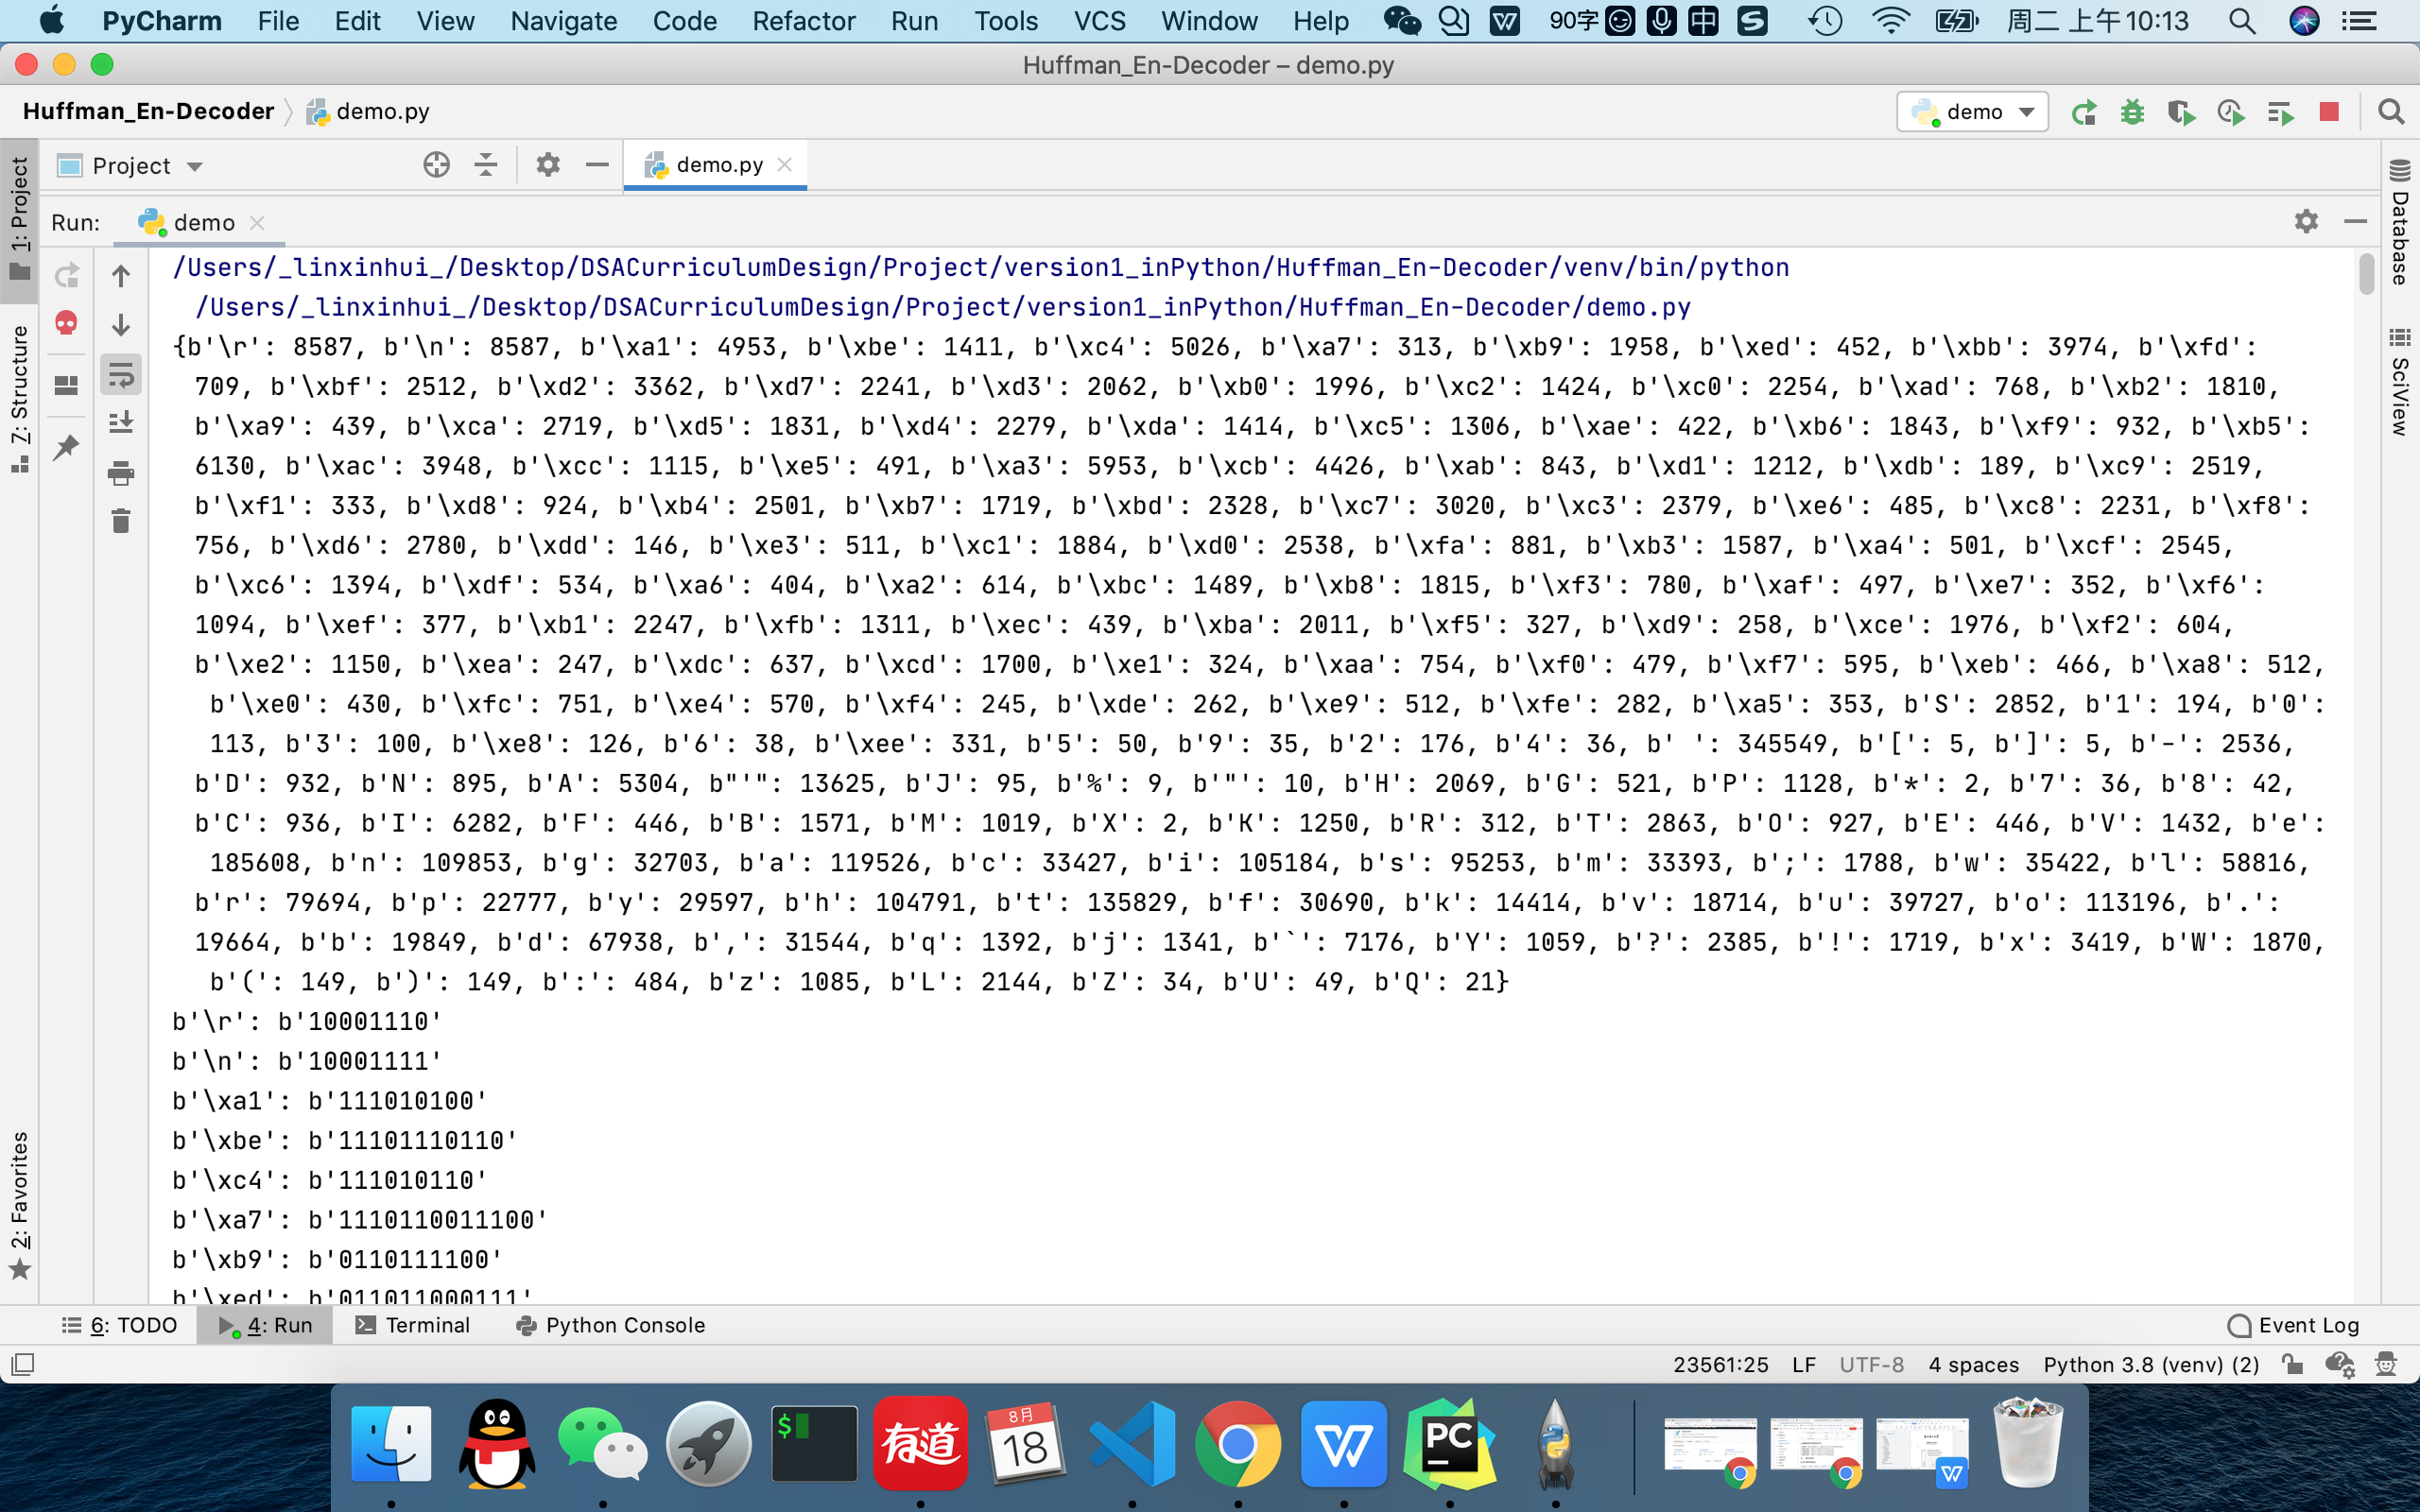 PyCharm File Edit View Navigate Code Refactor Run Tools VCS Window Help 90字 中 S 周二 上午10:13
Huffman_En-Decoder – demo.py
Huffman_En-Decoder demo.py demo
Project demo.py
Run: demo
1: Project
7: Structure
2: Favorites
Database
SciView
/Users/_linxinhui_/Desktop/DSACurriculumDesign/Project/version1_inPython/Huffman_En-Decoder/venv/bin/python
/Users/_linxinhui_/Desktop/DSACurriculumDesign/Project/version1_inPython/Huffman_En-Decoder/demo.py
{b'\r': 8587, b'\n': 8587, b'\xa1': 4953, b'\xbe': 1411, b'\xc4': 5026, b'\xa7': 313, b'\xb9': 1958, b'\xed': 452, b'\xbb': 3974, b'\xfd':
709, b'\xbf': 2512, b'\xd2': 3362, b'\xd7': 2241, b'\xd3': 2062, b'\xb0': 1996, b'\xc2': 1424, b'\xc0': 2254, b'\xad': 768, b'\xb2': 1810,
b'\xa9': 439, b'\xca': 2719, b'\xd5': 1831, b'\xd4': 2279, b'\xda': 1414, b'\xc5': 1306, b'\xae': 422, b'\xb6': 1843, b'\xf9': 932, b'\xb5':
6130, b'\xac': 3948, b'\xcc': 1115, b'\xe5': 491, b'\xa3': 5953, b'\xcb': 4426, b'\xab': 843, b'\xd1': 1212, b'\xdb': 189, b'\xc9': 2519,
b'\xf1': 333, b'\xd8': 924, b'\xb4': 2501, b'\xb7': 1719, b'\xbd': 2328, b'\xc7': 3020, b'\xc3': 2379, b'\xe6': 485, b'\xc8': 2231, b'\xf8':
756, b'\xd6': 2780, b'\xdd': 146, b'\xe3': 511, b'\xc1': 1884, b'\xd0': 2538, b'\xfa': 881, b'\xb3': 1587, b'\xa4': 501, b'\xcf': 2545,
b'\xc6': 1394, b'\xdf': 534, b'\xa6': 404, b'\xa2': 614, b'\xbc': 1489, b'\xb8': 1815, b'\xf3': 780, b'\xaf': 497, b'\xe7': 352, b'\xf6':
1094, b'\xef': 377, b'\xb1': 2247, b'\xfb': 1311, b'\xec': 439, b'\xba': 2011, b'\xf5': 327, b'\xd9': 258, b'\xce': 1976, b'\xf2': 604,
b'\xe2': 1150, b'\xea': 247, b'\xdc': 637, b'\xcd': 1700, b'\xe1': 324, b'\xaa': 754, b'\xf0': 479, b'\xf7': 595, b'\xeb': 466, b'\xa8': 512,
b'\xe0': 430, b'\xfc': 751, b'\xe4': 570, b'\xf4': 245, b'\xde': 262, b'\xe9': 512, b'\xfe': 282, b'\xa5': 353, b'S': 2852, b'1': 194, b'0':
113, b'3': 100, b'\xe8': 126, b'6': 38, b'\xee': 331, b'5': 50, b'9': 35, b'2': 176, b'4': 36, b' ': 345549, b'[': 5, b']': 5, b'-': 2536,
b'D': 932, b'N': 895, b'A': 5304, b"'": 13625, b'J': 95, b'%': 9, b'"': 10, b'H': 2069, b'G': 521, b'P': 1128, b'*': 2, b'7': 36, b'8': 42,
b'C': 936, b'I': 6282, b'F': 446, b'B': 1571, b'M': 1019, b'X': 2, b'K': 1250, b'R': 312, b'T': 2863, b'O': 927, b'E': 446, b'V': 1432, b'e':
185608, b'n': 109853, b'g': 32703, b'a': 119526, b'c': 33427, b'i': 105184, b's': 95253, b'm': 33393, b';': 1788, b'w': 35422, b'l': 58816,
b'r': 79694, b'p': 22777, b'y': 29597, b'h': 104791, b't': 135829, b'f': 30690, b'k': 14414, b'v': 18714, b'u': 39727, b'o': 113196, b'.':
19664, b'b': 19849, b'd': 67938, b',': 31544, b'q': 1392, b'j': 1341, b'`': 7176, b'Y': 1059, b'?': 2385, b'!': 1719, b'x': 3419, b'W': 1870,
b'(': 149, b')': 149, b':': 484, b'z': 1085, b'L': 2144, b'Z': 34, b'U': 49, b'Q': 21}
b'\r': b'10001110'
b'\n': b'10001111'
b'\xa1': b'111010100'
b'\xbe': b'11101110110'
b'\xc4': b'111010110'
b'\xa7': b'1110110011100'
b'\xb9': b'0110111100'
b'\xed': b'011011000111'
6: TODO 4: Run Terminal Python Console Event Log
23561:25 LF UTF-8 4 spaces Python 3.8 (venv) (2)
$ 有道 8月 18 PC